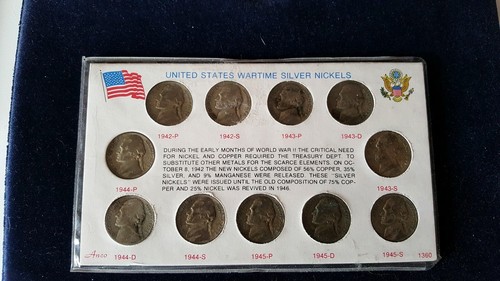 UNITED STATES WARTIME SILVER NICKELS
1942-P 1942-S 1943-P 1943-D
DURING THE EARLY MONTHS OF WORLD WAR II THE CRITICAL NEED
FOR NICKEL AND COPPER REQUIRED THE TREASURY DEPT. TO
SUBSTITUTE OTHER METALS FOR THE SCARCE ELEMENTS. ON OC-
TOBER 8, 1942 THE NEW NICKELS COMPOSED OF 56% COPPER, 35%
SILVER, AND 9% MANGANESE WERE RELEASED. THESE "SILVER
NICKELS" WERE ISSUED UNTIL THE OLD COMPOSITION OF 75% COP-
PER AND 25% NICKEL WAS REVIVED IN 1946.
1944-P 1943-S
Anco 1944-D 1944-S 1945-P 1945-D 1945-S 1360